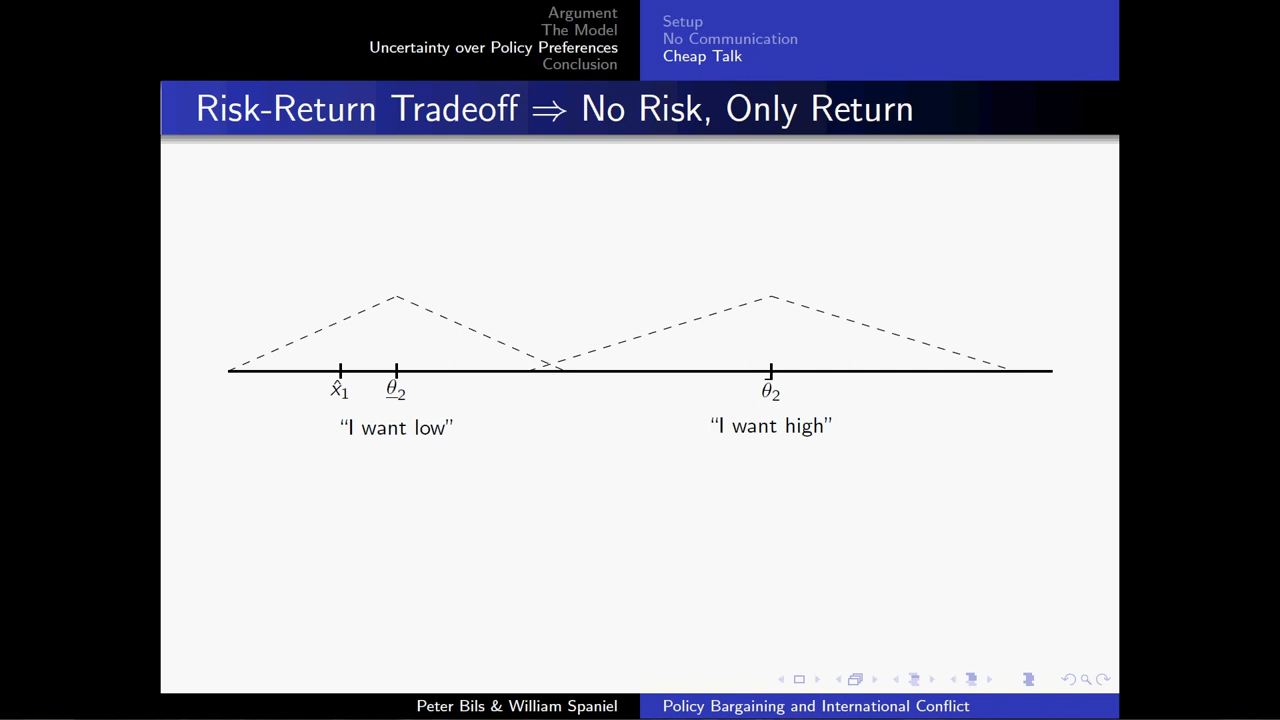 Argument
The Model
Uncertainty over Policy Preferences
Conclusion
Setup
No Communication
Cheap Talk
Risk-Return Tradeoff ⇒ No Risk, Only Return
x̂₁ θ̲₂ θ̄₂
“I want low” “I want high”
Peter Bils & William Spaniel Policy Bargaining and International Conflict